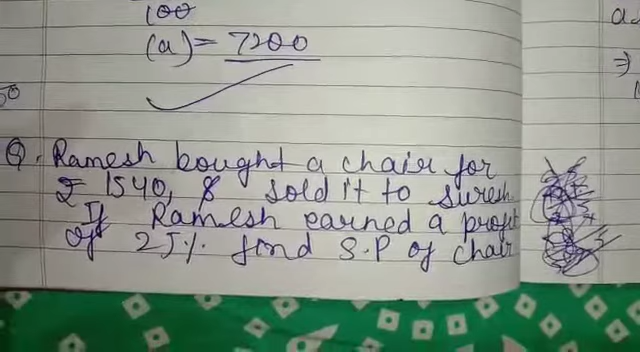 100
(a) = 7200
50
a
⇒
Q. Ramesh bought a chair for
₹ 1540, & sold it to suresh
If Ramesh earned a profit
of 25% find S.P of chair